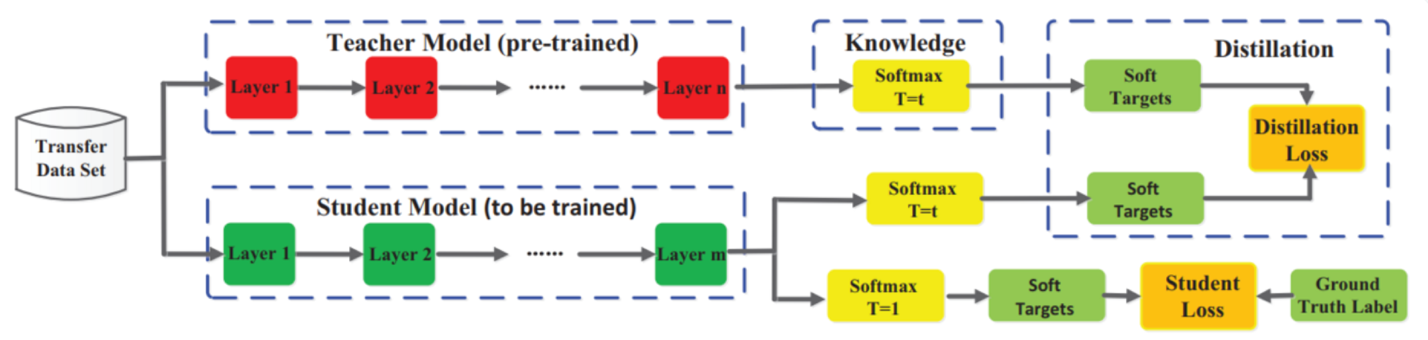 Teacher Model (pre-trained)
Knowledge
Distillation
Layer 1
Layer 2
......
Layer n
Softmax
T=t
Soft
Targets
Distillation
Loss
Transfer
Data Set
Student Model (to be trained)
Layer 1
Layer 2
......
Layer m
Softmax
T=t
Soft
Targets
Softmax
T=1
Soft
Targets
Student
Loss
Ground
Truth Label